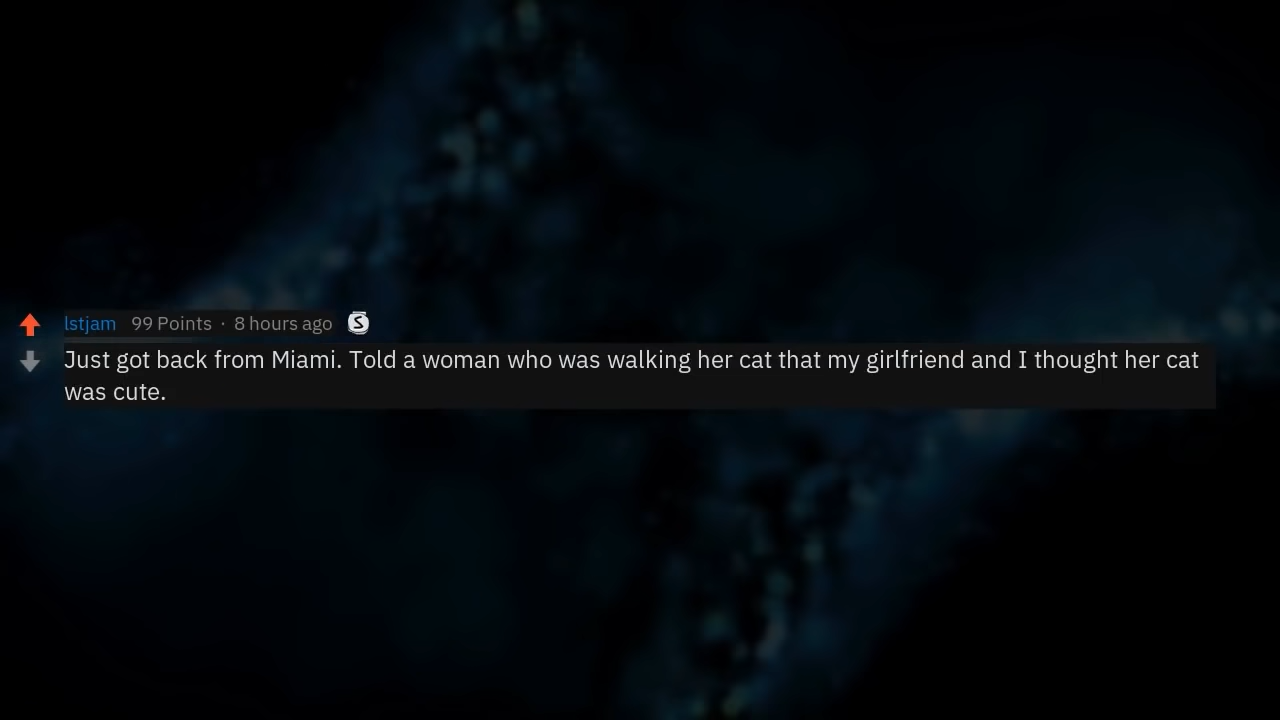 lstjam 99 Points · 8 hours ago S
Just got back from Miami. Told a woman who was walking her cat that my girlfriend and I thought her cat
was cute.